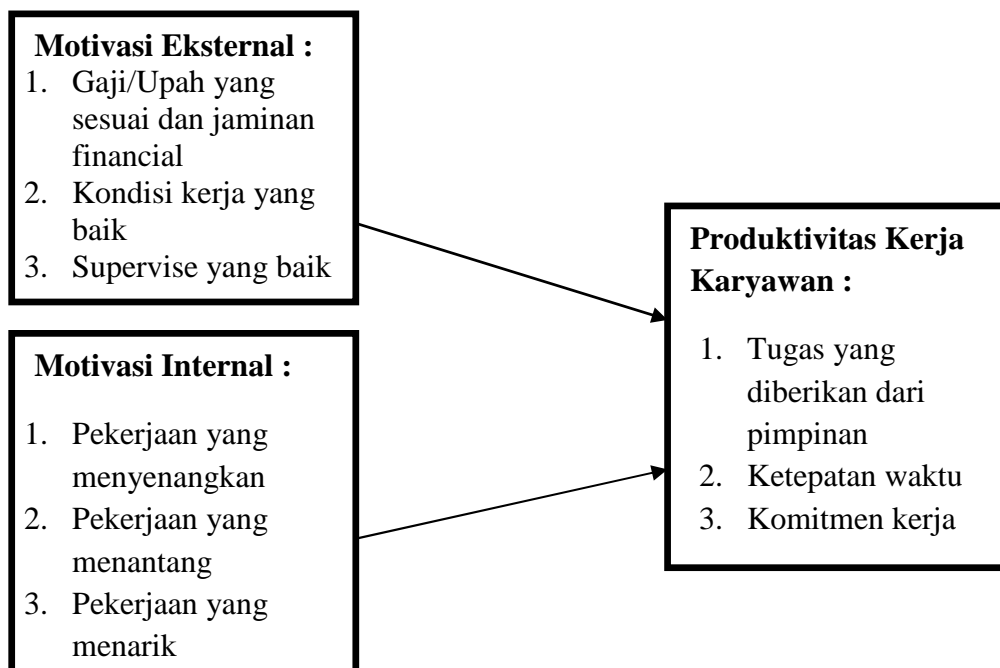 Motivasi Eksternal :
1. Gaji/Upah yang
sesuai dan jaminan
financial
2. Kondisi kerja yang
baik
3. Supervise yang baik
Motivasi Internal :
1. Pekerjaan yang
menyenangkan
2. Pekerjaan yang
menantang
3. Pekerjaan yang
menarik
Produktivitas Kerja
Karyawan :
1. Tugas yang
diberikan dari
pimpinan
2. Ketepatan waktu
3. Komitmen kerja